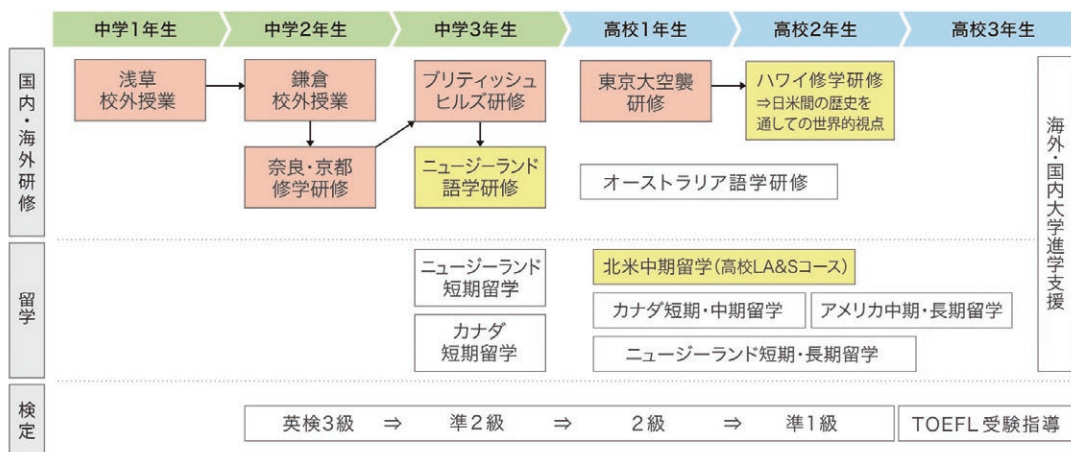 中学1年生
中学2年生
中学3年生
高校1年生
高校2年生
高校3年生
国内・海外研修
浅草
校外授業
鎌倉
校外授業
奈良・京都
修学研修
ブリティッシュ
ヒルズ研修
ニュージーランド
語学研修
東京大空襲
研修
ハワイ修学研修
⇒日米間の歴史を
通しての世界的視点
オーストラリア語学研修
海外・国内大学進学支援
留学
ニュージーランド
短期留学
カナダ
短期留学
北米中期留学(高校LA&Sコース)
カナダ短期・中期留学
アメリカ中期・長期留学
ニュージーランド短期・長期留学
検定
英検3級 ⇒ 準2級 ⇒ 2級 ⇒ 準1級
TOEFL受験指導